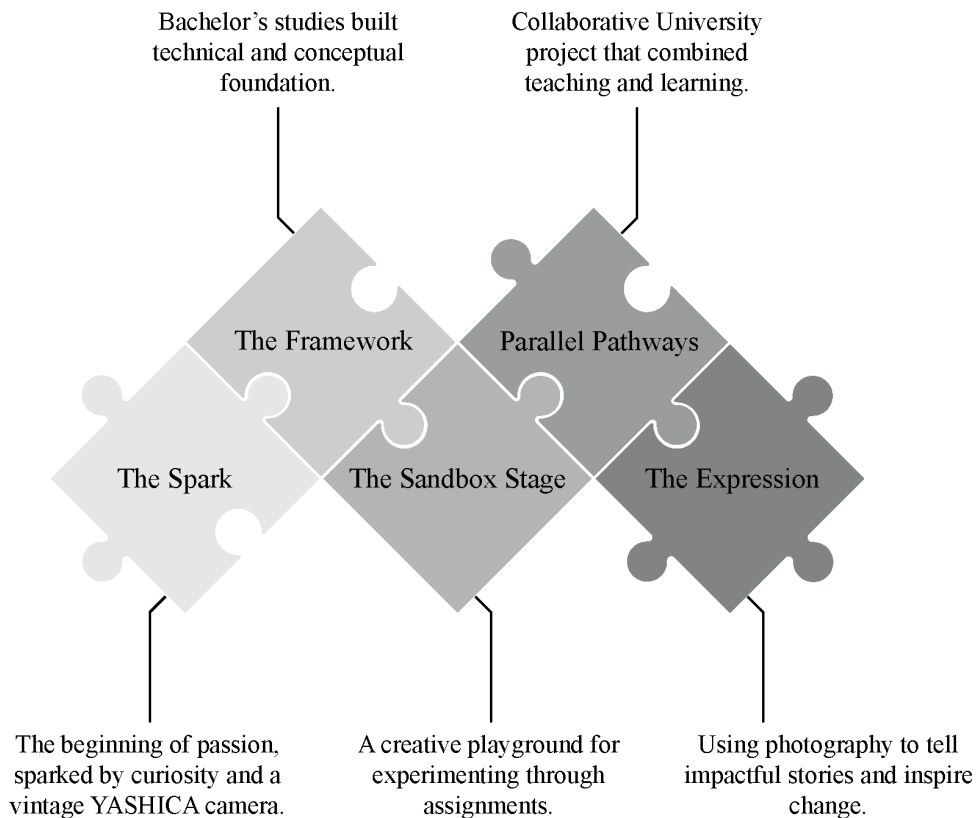 Bachelor’s studies built
technical and conceptual
foundation.
Collaborative University
project that combined
teaching and learning.
The Framework
Parallel Pathways
The Spark
The Sandbox Stage
The Expression
The beginning of passion,
sparked by curiosity and a
vintage YASHICA camera.
A creative playground for
experimenting through
assignments.
Using photography to tell
impactful stories and inspire
change.